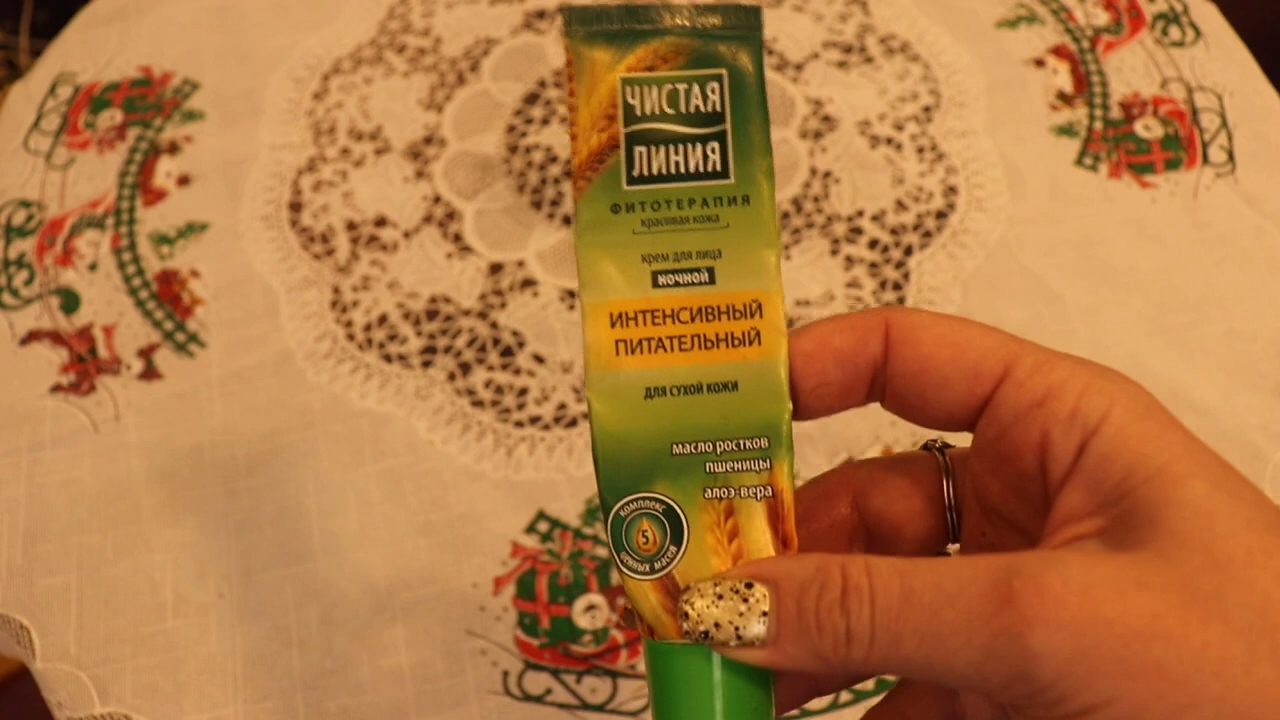 ЧИСТАЯ
ЛИНИЯ
ФИТОТЕРАПИЯ
красивая кожа
крем для лица
ночной
ИНТЕНСИВНЫЙ
ПИТАТЕЛЬНЫЙ
ДЛЯ СУХОЙ КОЖИ
масло ростков
пшеницы
алоэ-вера
комплекс
5
ценных масел